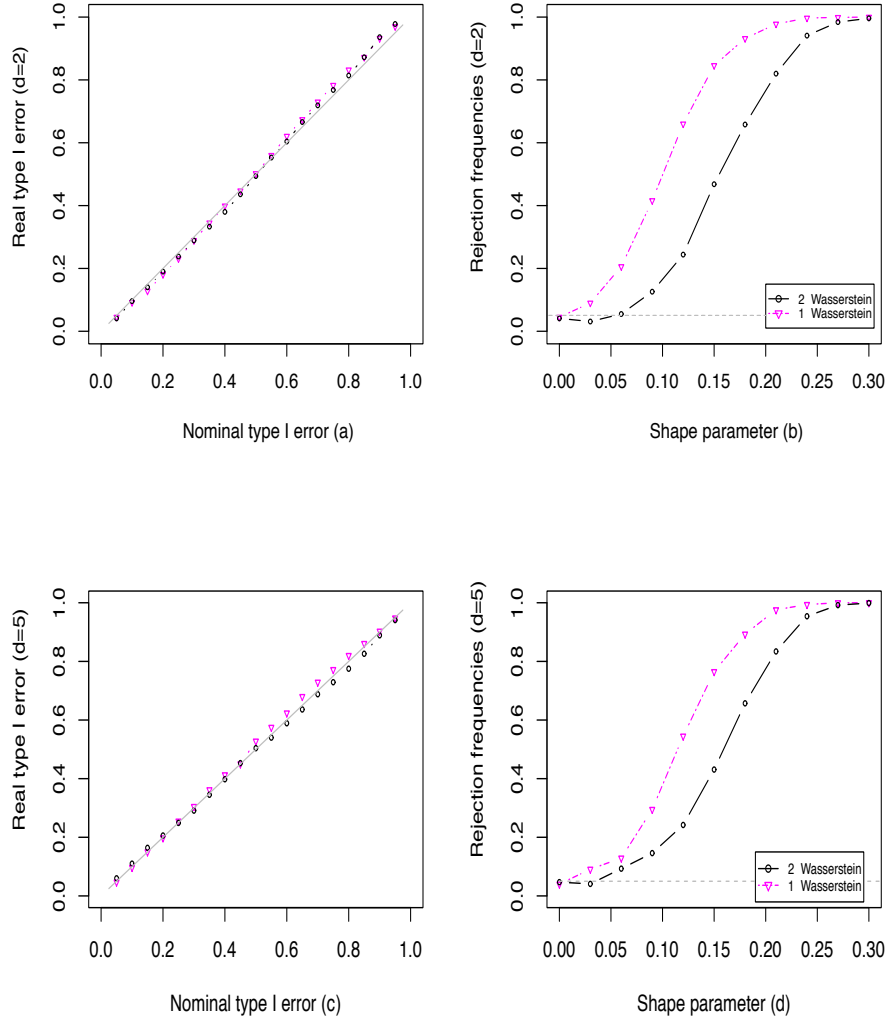 Real type I error (d=2)
0.0 0.2 0.4 0.6 0.8 1.0
0.0 0.2 0.4 0.6 0.8 1.0
Nominal type I error (a)
Rejection frequencies (d=2)
0.0 0.2 0.4 0.6 0.8 1.0
2 Wasserstein
1 Wasserstein
0.00 0.05 0.10 0.15 0.20 0.25 0.30
Shape parameter (b)
Real type I error (d=5)
0.0 0.2 0.4 0.6 0.8 1.0
0.0 0.2 0.4 0.6 0.8 1.0
Nominal type I error (c)
Rejection frequencies (d=5)
0.0 0.2 0.4 0.6 0.8 1.0
2 Wasserstein
1 Wasserstein
0.00 0.05 0.10 0.15 0.20 0.25 0.30
Shape parameter (d)